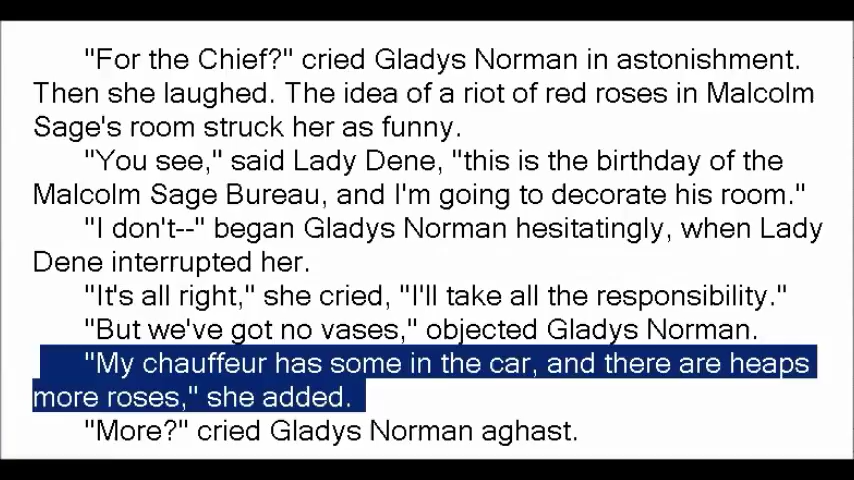 "For the Chief?" cried Gladys Norman in astonishment.
Then she laughed. The idea of a riot of red roses in Malcolm
Sage's room struck her as funny.
"You see," said Lady Dene, "this is the birthday of the
Malcolm Sage Bureau, and I'm going to decorate his room."
"I don't--" began Gladys Norman hesitatingly, when Lady
Dene interrupted her.
"It's all right," she cried, "I'll take all the responsibility."
"But we've got no vases," objected Gladys Norman.
"My chauffeur has some in the car, and there are heaps
more roses," she added.
"More?" cried Gladys Norman aghast.